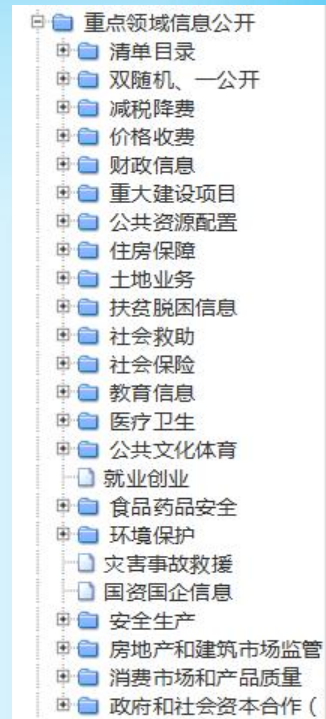 重点领域信息公开
清单目录
双随机、一公开
减税降费
价格收费
财政信息
重大建设项目
公共资源配置
住房保障
土地业务
扶贫脱困信息
社会救助
社会保险
教育信息
医疗卫生
公共文化体育
就业创业
食品药品安全
环境保护
灾害事故救援
国资国企信息
安全生产
房地产和建筑市场监管
消费市场和产品质量
政府和社会资本合作（